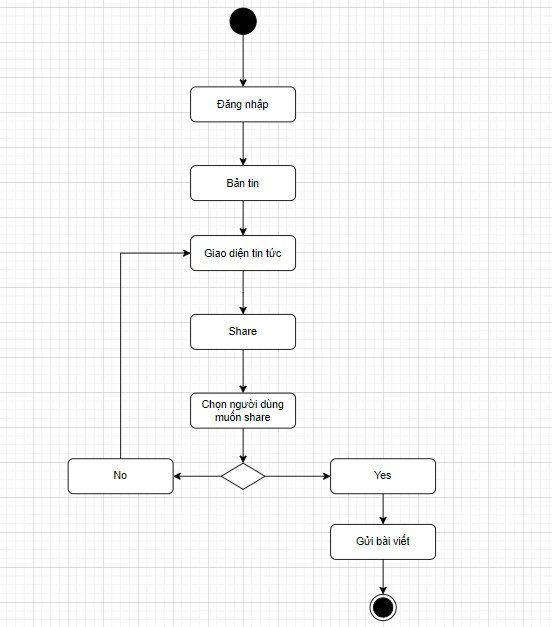 Đăng nhập
Bản tin
Giao diện tin tức
Share
Chọn người dùng
muốn share
No
Yes
Gửi bài viết